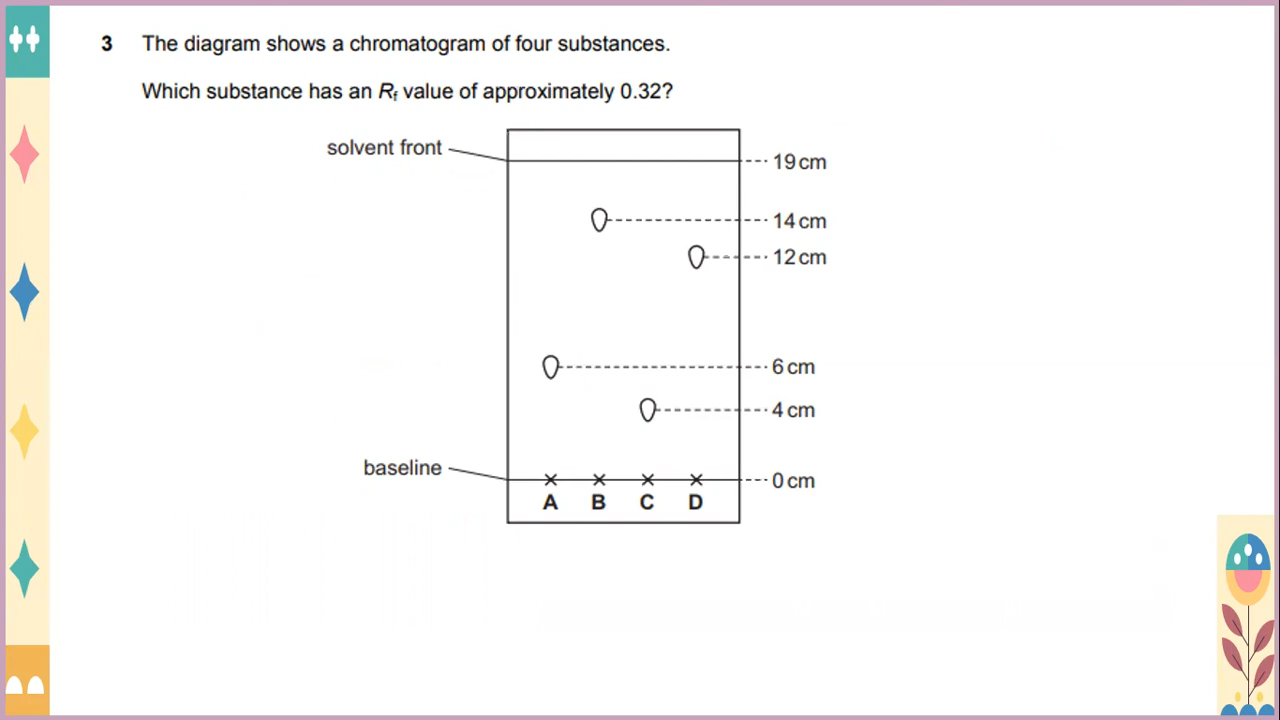 3 The diagram shows a chromatogram of four substances.
Which substance has an Rf value of approximately 0.32?
solvent front
19 cm
14 cm
12 cm
6 cm
4 cm
baseline
0 cm
A B C D